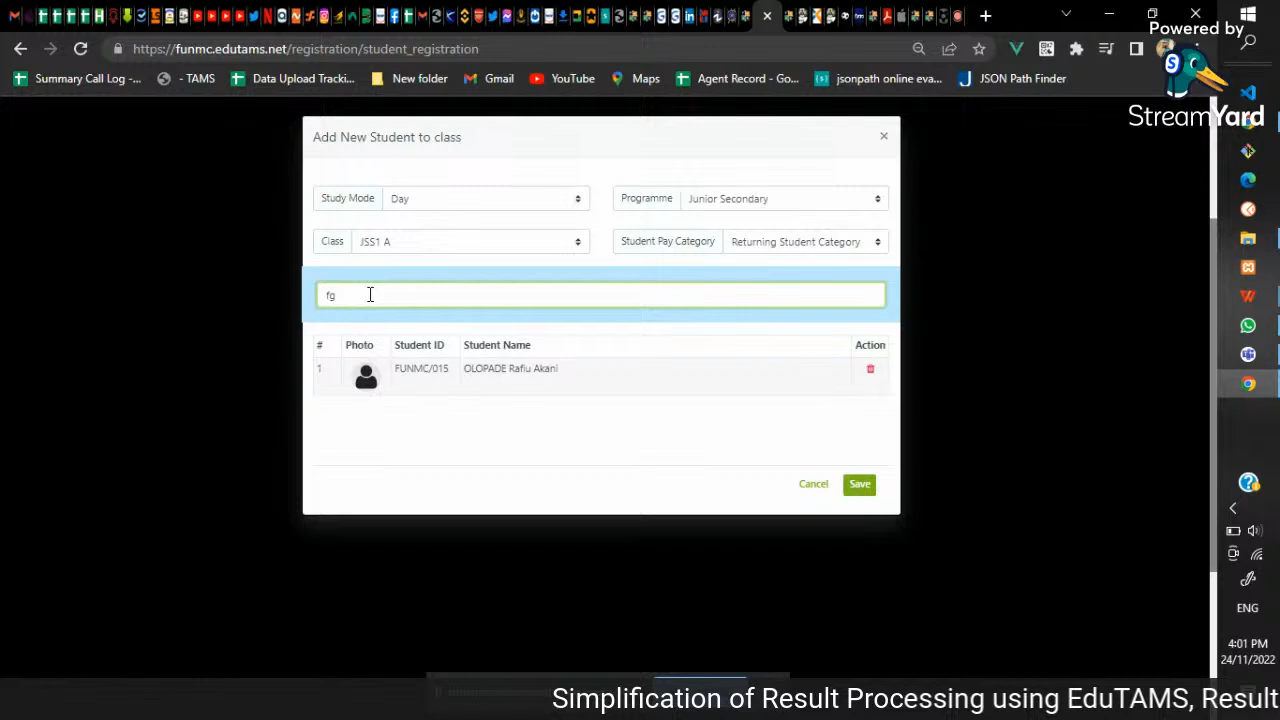 Powered by
StreamYard
https://funmc.edutams.net/registration/student_registration
Summary Call Log -...
- TAMS
Data Upload Tracki...
New folder
Gmail
YouTube
Maps
Agent Record - Go...
jsonpath online eva...
JSON Path Finder
Add New Student to class
×
Study Mode
Day
Programme
Junior Secondary
Class
JSS1 A
Student Pay Category
Returning Student Category
fg
# Photo Student ID Student Name Action
1 FUNMC/015 OLOPADE Rafiu Akani
Cancel
Save
ENG
4:01 PM
24/11/2022
Simplification of Result Processing using EduTAMS, Result